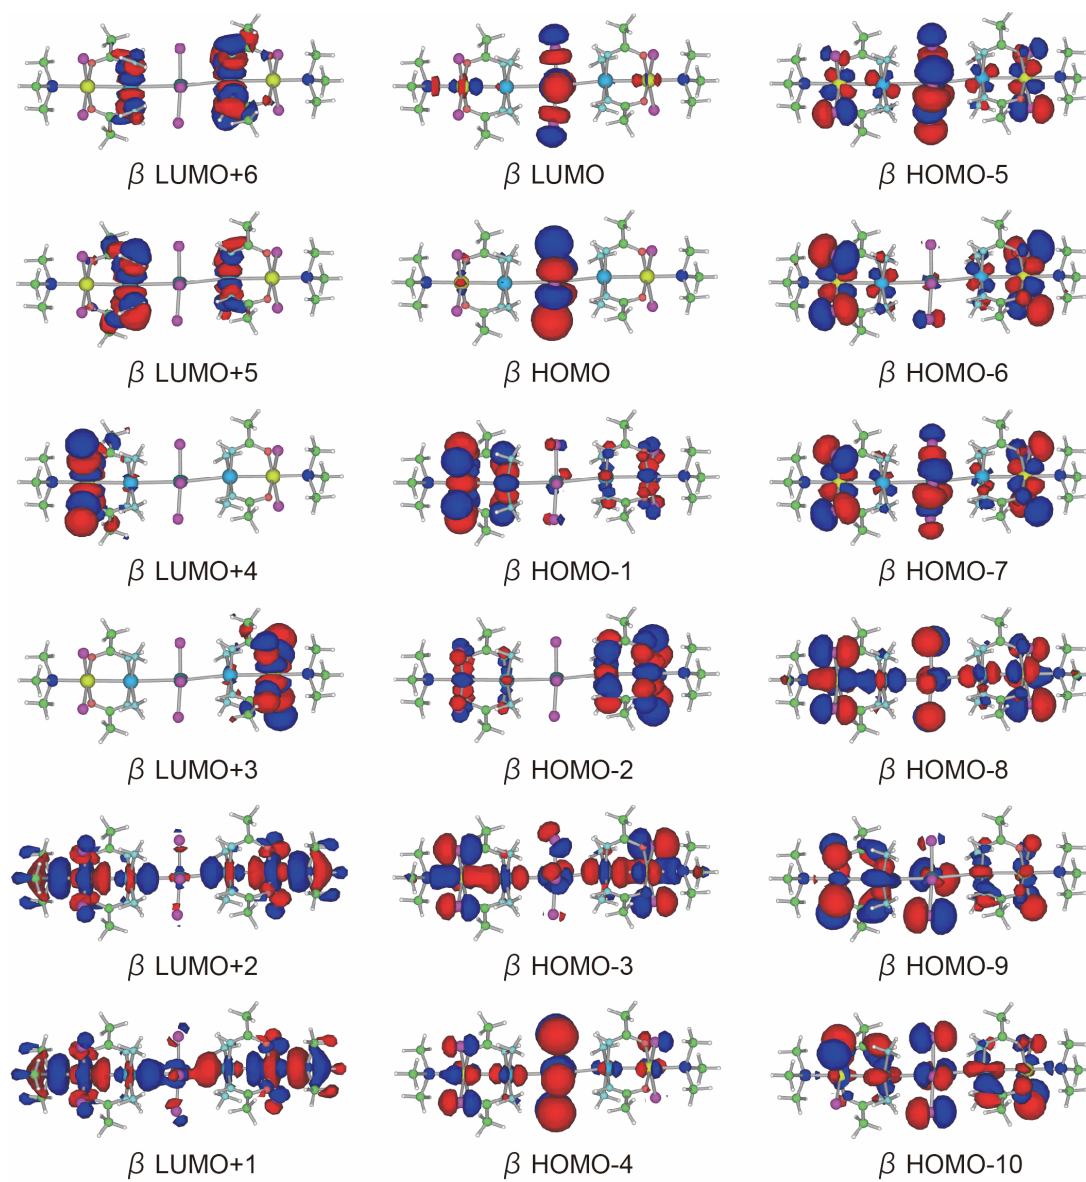 β LUMO+6
β LUMO
β HOMO-5
β LUMO+5
β HOMO
β HOMO-6
β LUMO+4
β HOMO-1
β HOMO-7
β LUMO+3
β HOMO-2
β HOMO-8
β LUMO+2
β HOMO-3
β HOMO-9
β LUMO+1
β HOMO-4
β HOMO-10